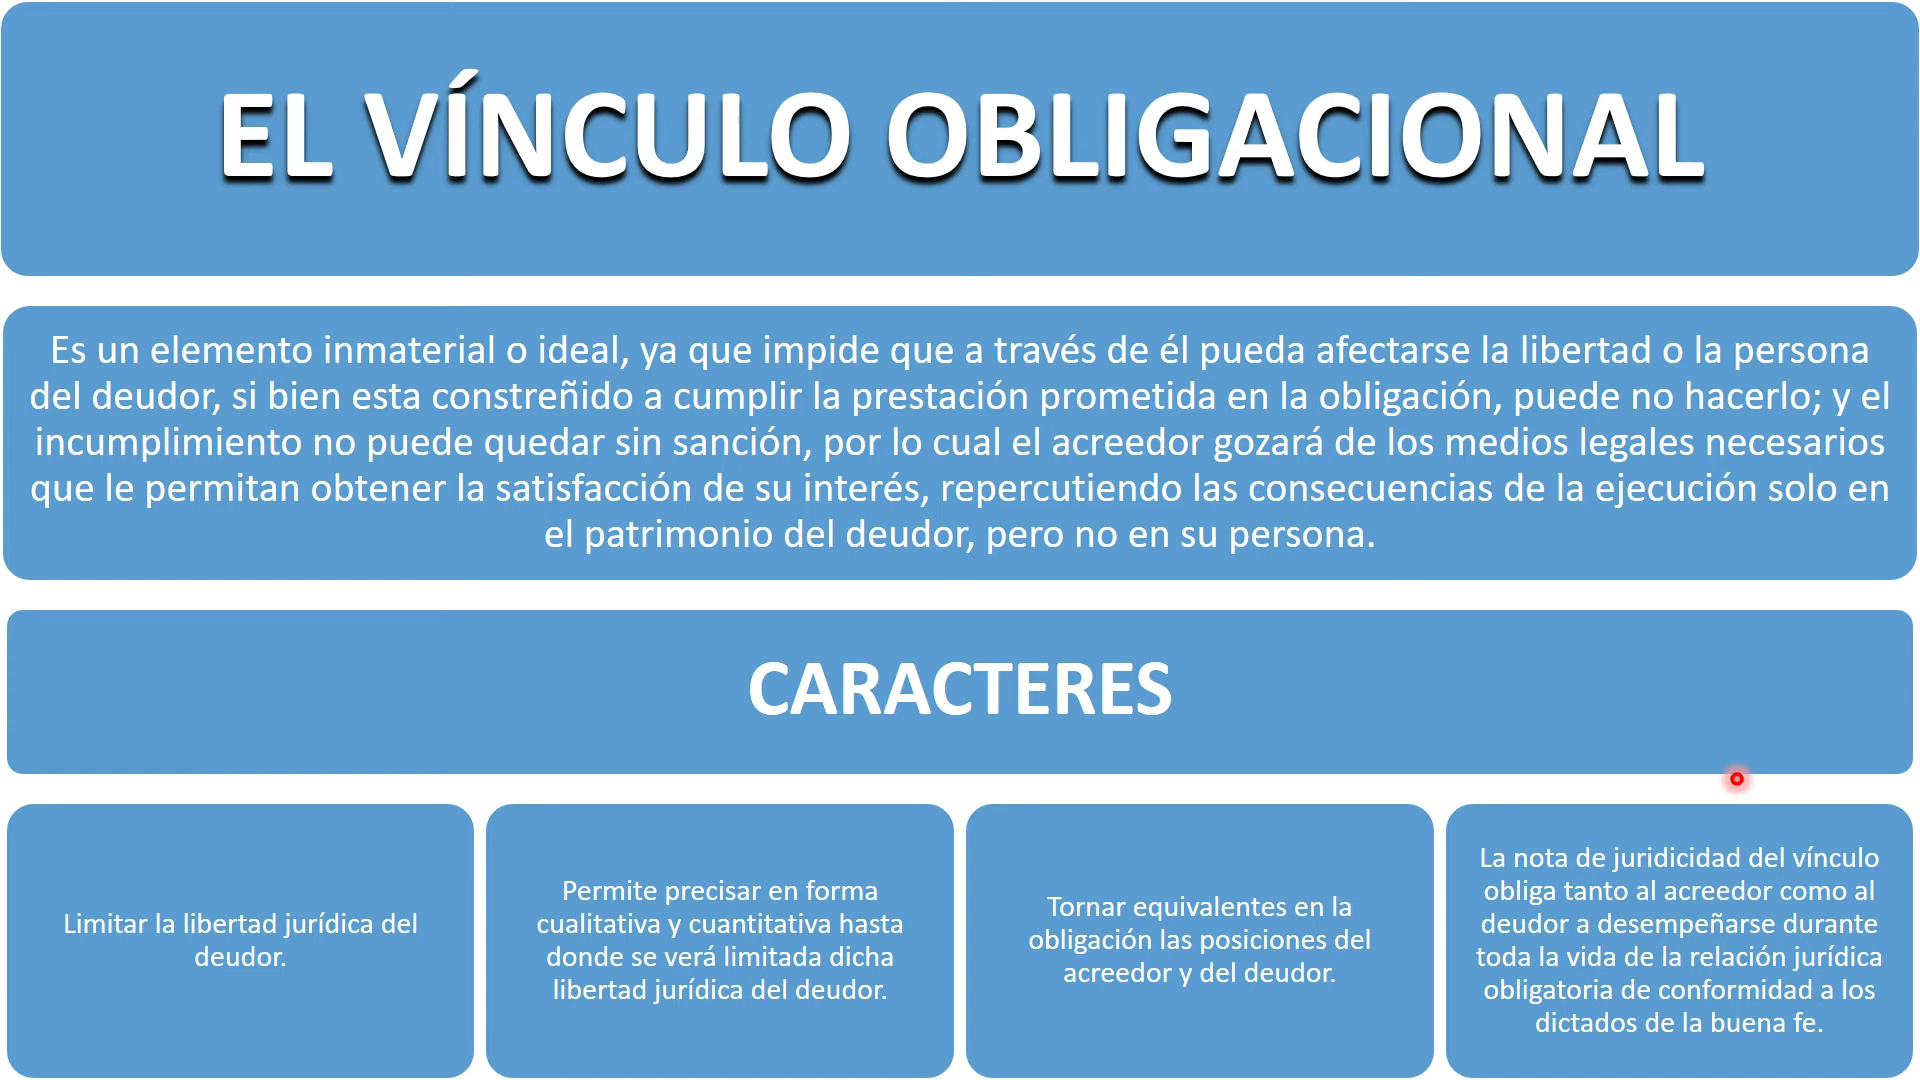 EL VÍNCULO OBLIGACIONAL
Es un elemento inmaterial o ideal, ya que impide que a través de él pueda afectarse la libertad o la persona
del deudor, si bien esta constreñido a cumplir la prestación prometida en la obligación, puede no hacerlo; y el
incumplimiento no puede quedar sin sanción, por lo cual el acreedor gozará de los medios legales necesarios
que le permitan obtener la satisfacción de su interés, repercutiendo las consecuencias de la ejecución solo en
el patrimonio del deudor, pero no en su persona.
CARACTERES
Limitar la libertad jurídica del
deudor.
Permite precisar en forma
cualitativa y cuantitativa hasta
donde se verá limitada dicha
libertad jurídica del deudor.
Tornar equivalentes en la
obligación las posiciones del
acreedor y del deudor.
La nota de juridicidad del vínculo
obliga tanto al acreedor como al
deudor a desempeñarse durante
toda la vida de la relación jurídica
obligatoria de conformidad a los
dictados de la buena fe.